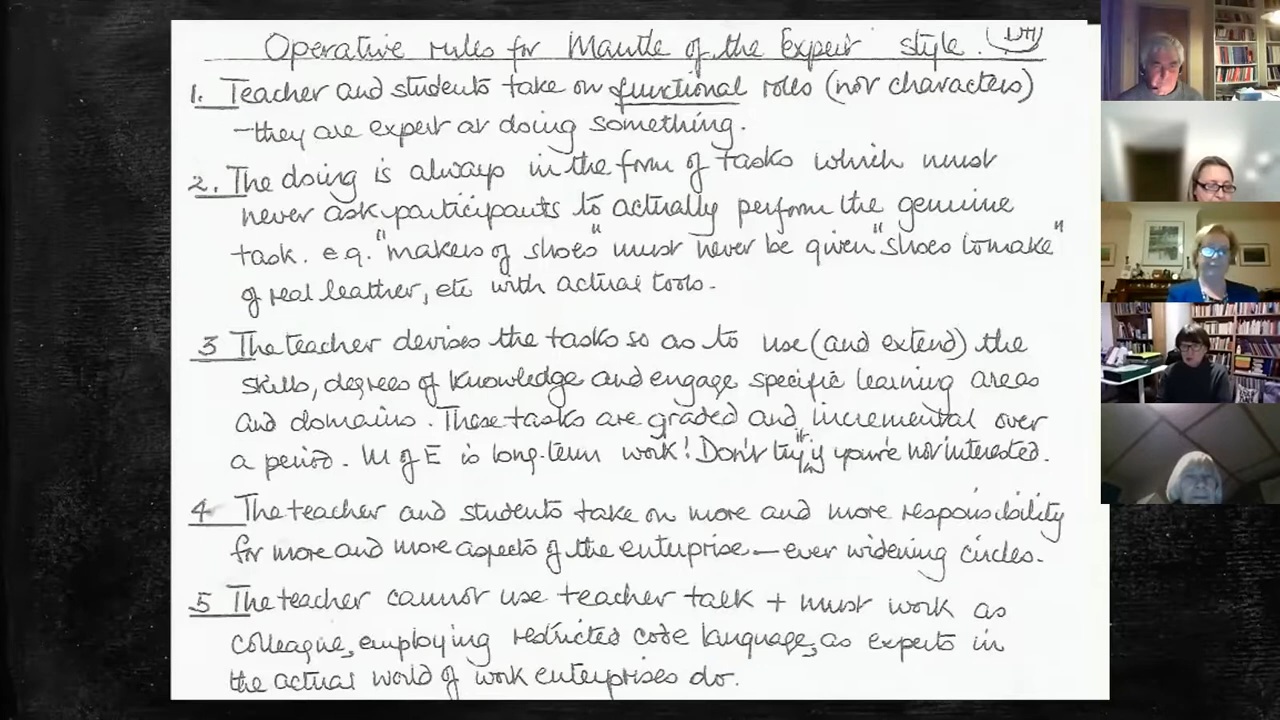 Operative rules for Mantle of the Expert style. DH
1. Teacher and students take on functional roles (not characters)
—they are expert at doing something.
2. The doing is always in the form of tasks which must
never ask participants to actually perform the genuine
task. e.g. "makers of shoes" must never be given "shoes to make"
of real leather, etc with actual tools.
3 The teacher devises the tasks so as to use (and extend) the
skills, degrees of knowledge and engage specific learning areas
and domains. These tasks are graded and incremental over
a period. M of E is long-term work! Don't try it if you're not interested.
4 The teacher and students take on more and more responsibility
for more and more aspects of the enterprise — ever widening circles.
5 The teacher cannot use teacher talk + must work as
colleague, employing restricted code language, as experts in
the actual world of work enterprises do.